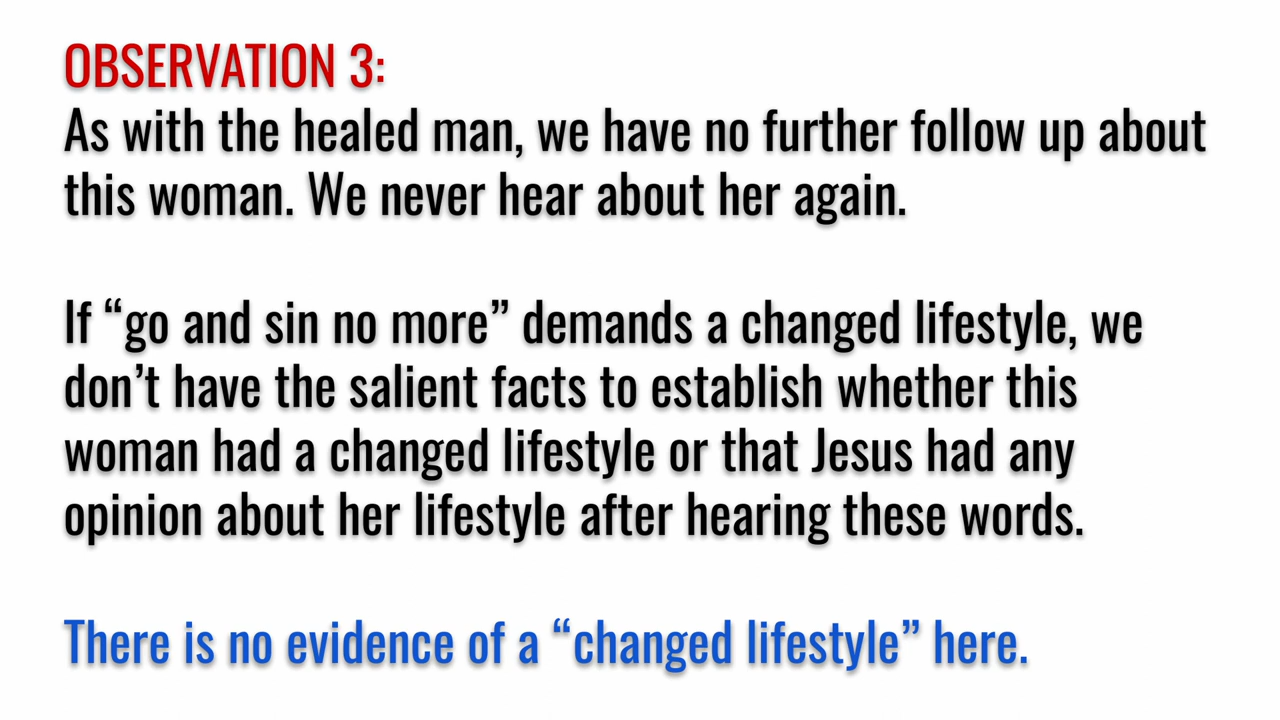 OBSERVATION 3:
As with the healed man, we have no further follow up about
this woman. We never hear about her again.
If “go and sin no more” demands a changed lifestyle, we
don’t have the salient facts to establish whether this
woman had a changed lifestyle or that Jesus had any
opinion about her lifestyle after hearing these words.
There is no evidence of a “changed lifestyle” here.